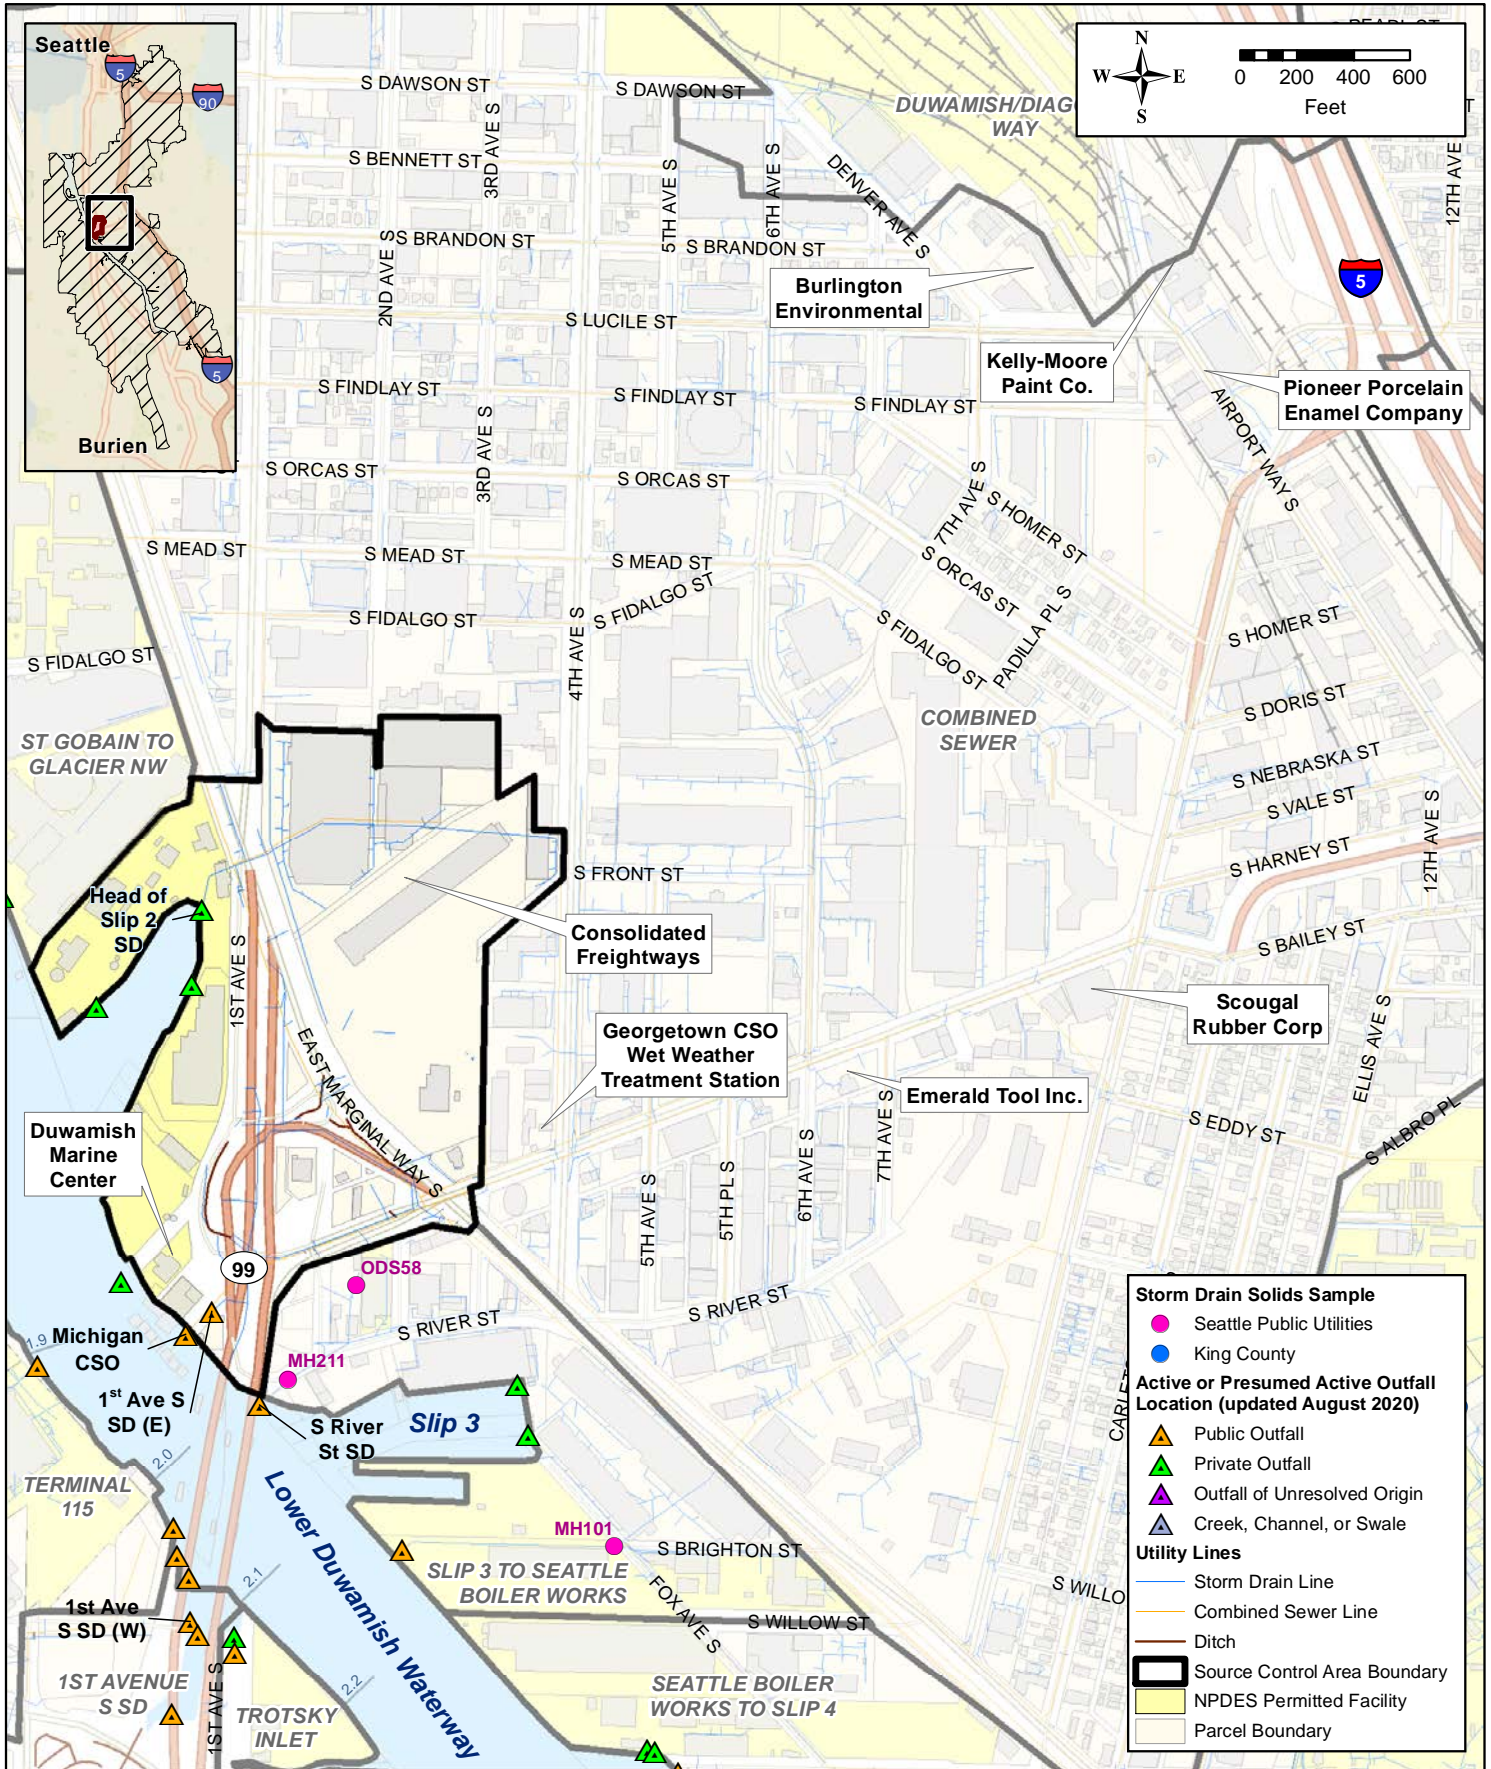 Seattle
5
90
5
Burien
N
W E
S
0 200 400 600
Feet
S DAWSON ST
S DAWSON ST
DUWAMISH/DIAG
WAY
12TH AVE
S BENNETT ST
3RD AVE S
5TH AVE S
6TH AVE S
DENVER AVE S
S BRANDON ST
S BRANDON ST
2ND AVE S
Burlington
Environmental
5
S LUCILE ST
Kelly-Moore
Paint Co.
Pioneer Porcelain
Enamel Company
S FINDLAY ST
S FINDLAY ST
S FINDLAY ST
AIRPORT WAY S
3RD AVE S
S ORCAS ST
S ORCAS ST
7TH AVE S
S HOMER ST
S MEAD ST
S MEAD ST
S MEAD ST
S ORCAS ST
S FIDALGO ST
S FIDALGO ST
S FIDALGO ST
S FIDALGO ST
PADILLA PL S
4TH AVE S
S HOMER ST
S DORIS ST
COMBINED
SEWER
ST GOBAIN TO
GLACIER NW
S NEBRASKA ST
S VALE ST
S HARNEY ST
12TH AVE S
S FRONT ST
Head of
Slip 2
SD
1ST AVE S
Consolidated
Freightways
S BAILEY ST
Scougal
Rubber Corp
Georgetown CSO
Wet Weather
Treatment Station
EAST MARGINAL WAY S
Emerald Tool Inc.
ELLIS AVE S
S EDDY ST
S ALBRO PL
Duwamish
Marine
Center
5TH AVE S
5TH PL S
6TH AVE S
7TH AVE S
99
ODS58
S RIVER ST
S RIVER ST
1.9
Michigan
CSO
MH211
1st Ave S
SD (E)
S River
St SD
Slip 3
2.0
TERMINAL
115
Lower Duwamish Waterway
MH101
S BRIGHTON ST
SLIP 3 TO SEATTLE
BOILER WORKS
FOX AVE S
S WILLOW ST
S WILLO
CARLET
2.1
1st Ave
S SD (W)
1ST AVENUE
S SD
1ST AVE S
TROTSKY
INLET
2.2
SEATTLE BOILER
WORKS TO SLIP 4
Storm Drain Solids Sample
Seattle Public Utilities
King County
Active or Presumed Active Outfall
Location (updated August 2020)
Public Outfall
Private Outfall
Outfall of Unresolved Origin
Creek, Channel, or Swale
Utility Lines
Storm Drain Line
Combined Sewer Line
Ditch
Source Control Area Boundary
NPDES Permitted Facility
Parcel Boundary